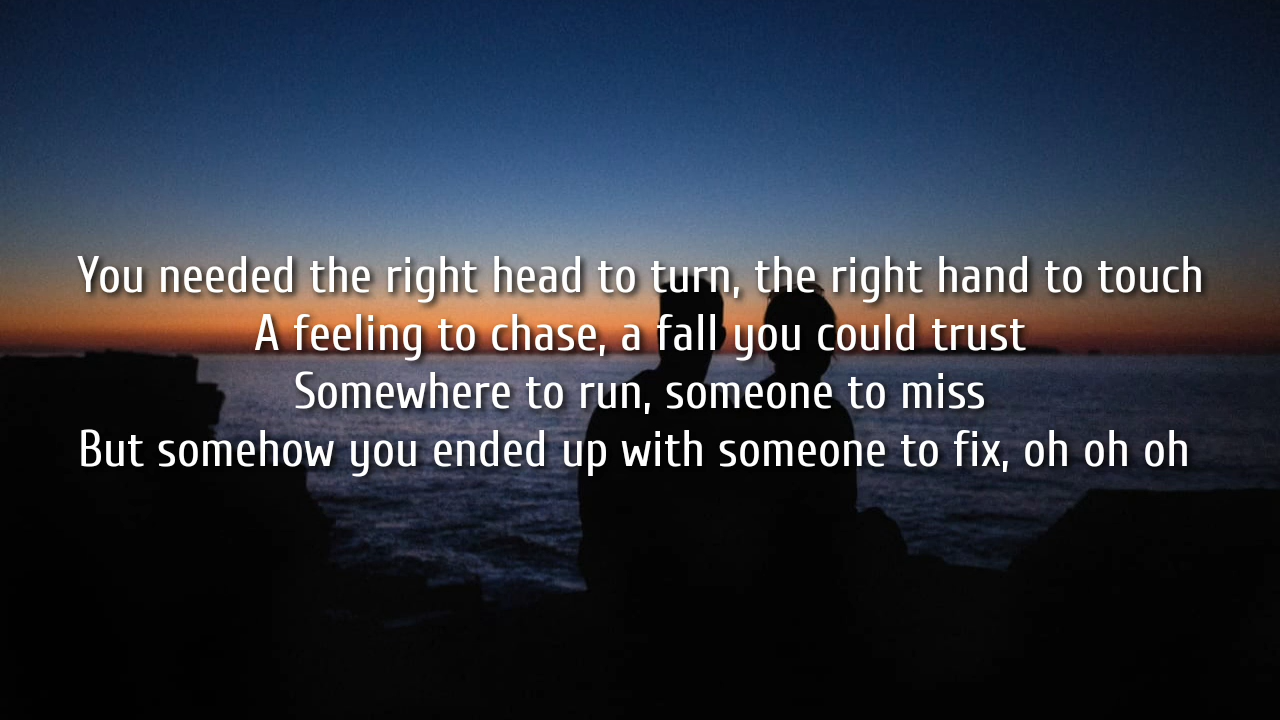 You needed the right head to turn, the right hand to touch
A feeling to chase, a fall you could trust
Somewhere to run, someone to miss
But somehow you ended up with someone to fix, oh oh oh